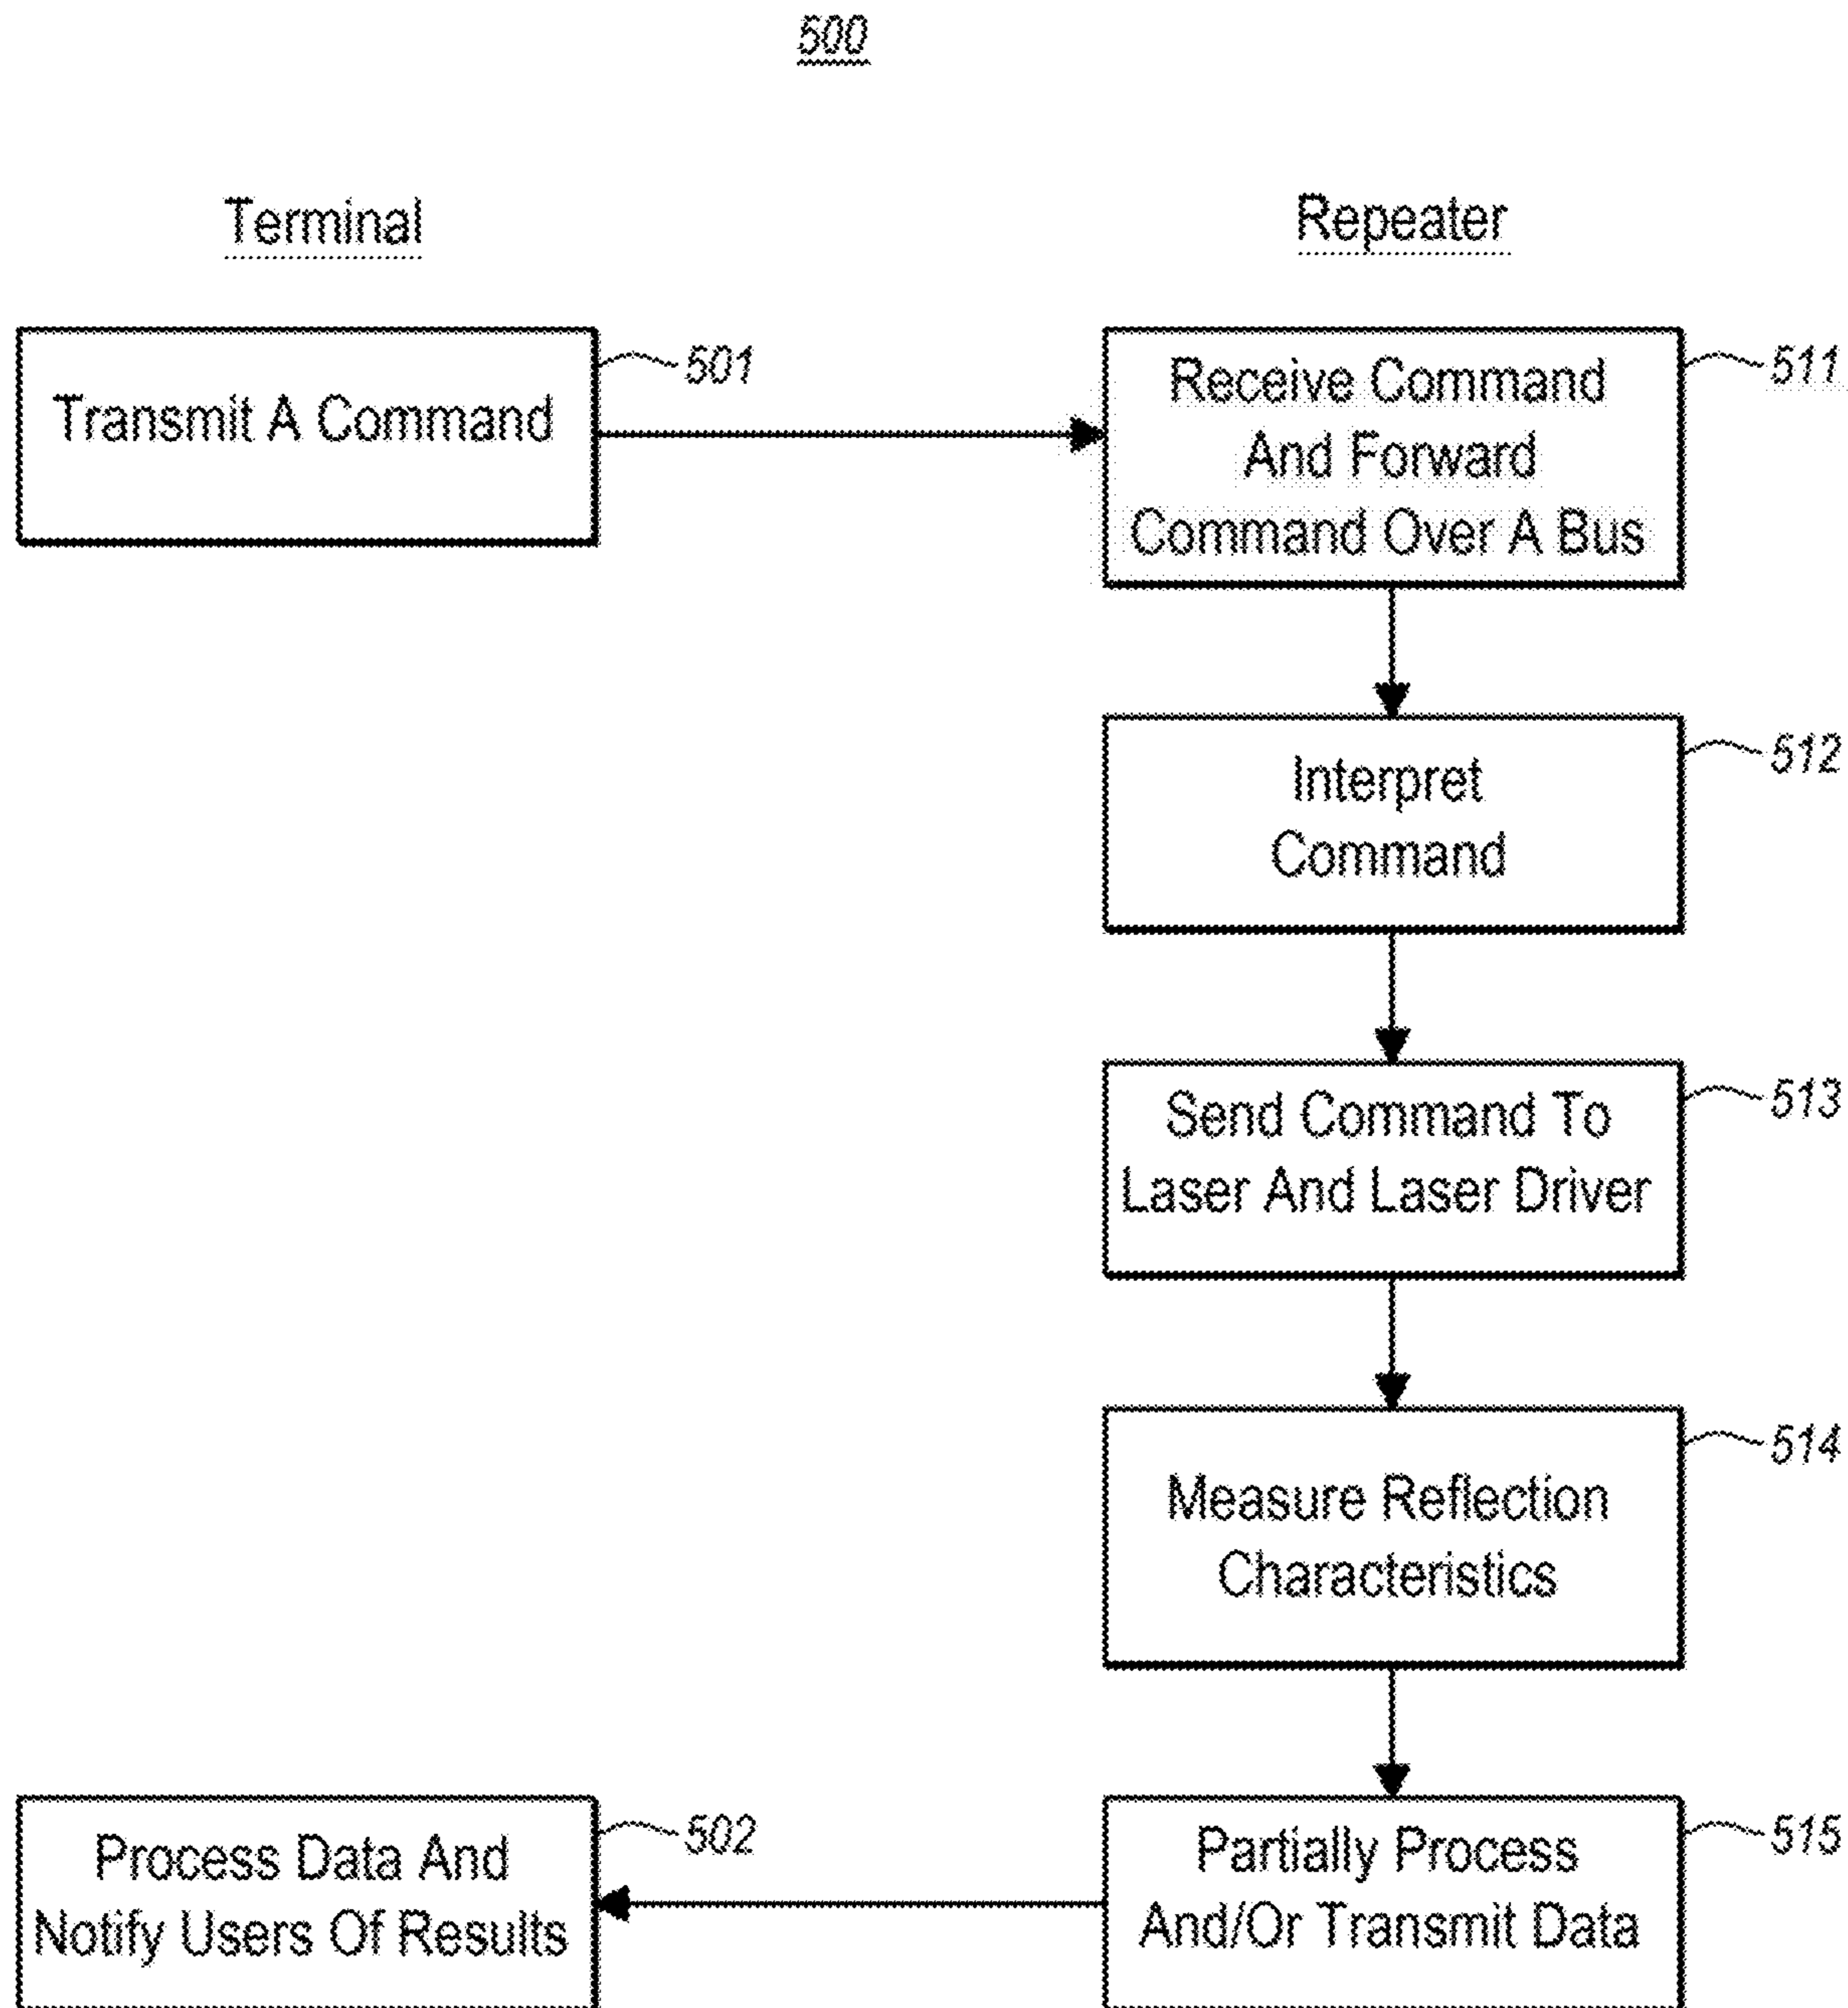 500
Terminal
Repeater
Transmit A Command
501
Receive Command
And Forward
Command Over A Bus
511
Interpret
Command
512
Send Command To
Laser And Laser Driver
513
Measure Reflection
Characteristics
514
Process Data And
Notify Users Of Results
502
Partially Process
And/Or Transmit Data
515